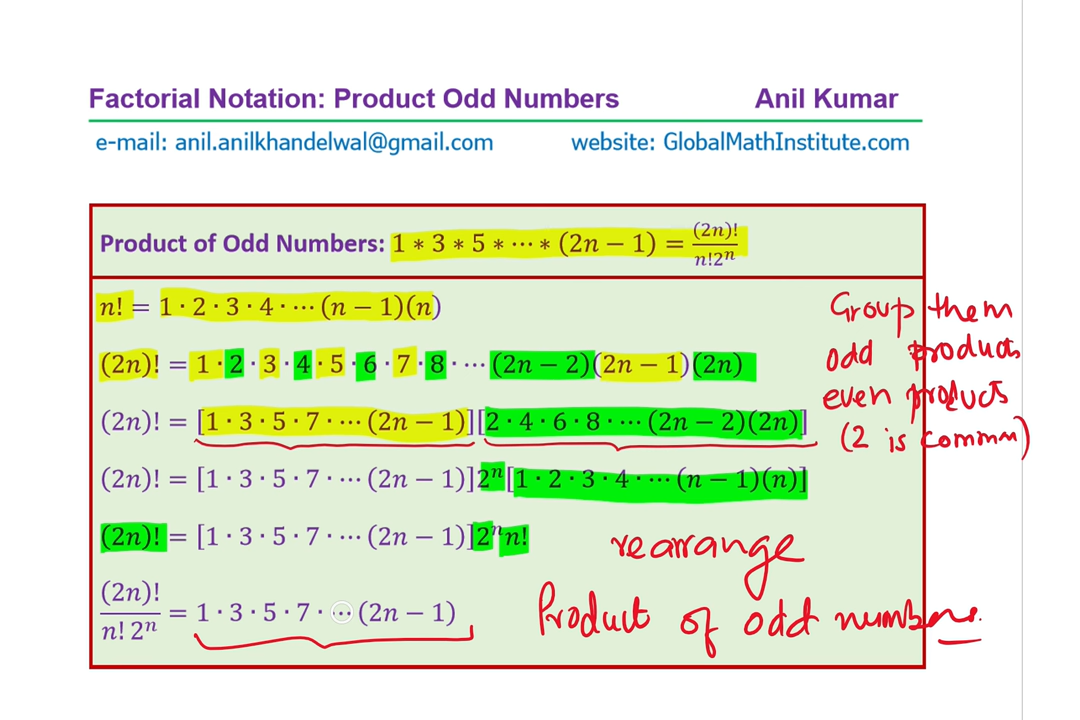 Factorial Notation: Product Odd Numbers Anil Kumar
e-mail: anil.anilkhandelwal@gmail.com website: GlobalMathInstitute.com
Product of Odd Numbers: 1 * 3 * 5 * ⋯ * (2n − 1) = (2n)! / n!2ⁿ
n! = 1 · 2 · 3 · 4 · ⋯ (n − 1)(n)
Group them
(2n)! = 1 · 2 · 3 · 4 · 5 · 6 · 7 · 8 · ⋯ (2n − 2)(2n − 1)(2n)
odd products
even products
(2n)! = [1 · 3 · 5 · 7 · ⋯ (2n − 1)][2 · 4 · 6 · 8 · ⋯ (2n − 2)(2n)]
(2 is common)
(2n)! = [1 · 3 · 5 · 7 · ⋯ (2n − 1)]2ⁿ[1 · 2 · 3 · 4 · ⋯ (n − 1)(n)]
(2n)! = [1 · 3 · 5 · 7 · ⋯ (2n − 1)]2ⁿn!
rearrange
(2n)! / n! 2ⁿ = 1 · 3 · 5 · 7 · ⋯ (2n − 1)
Product of odd numbers.